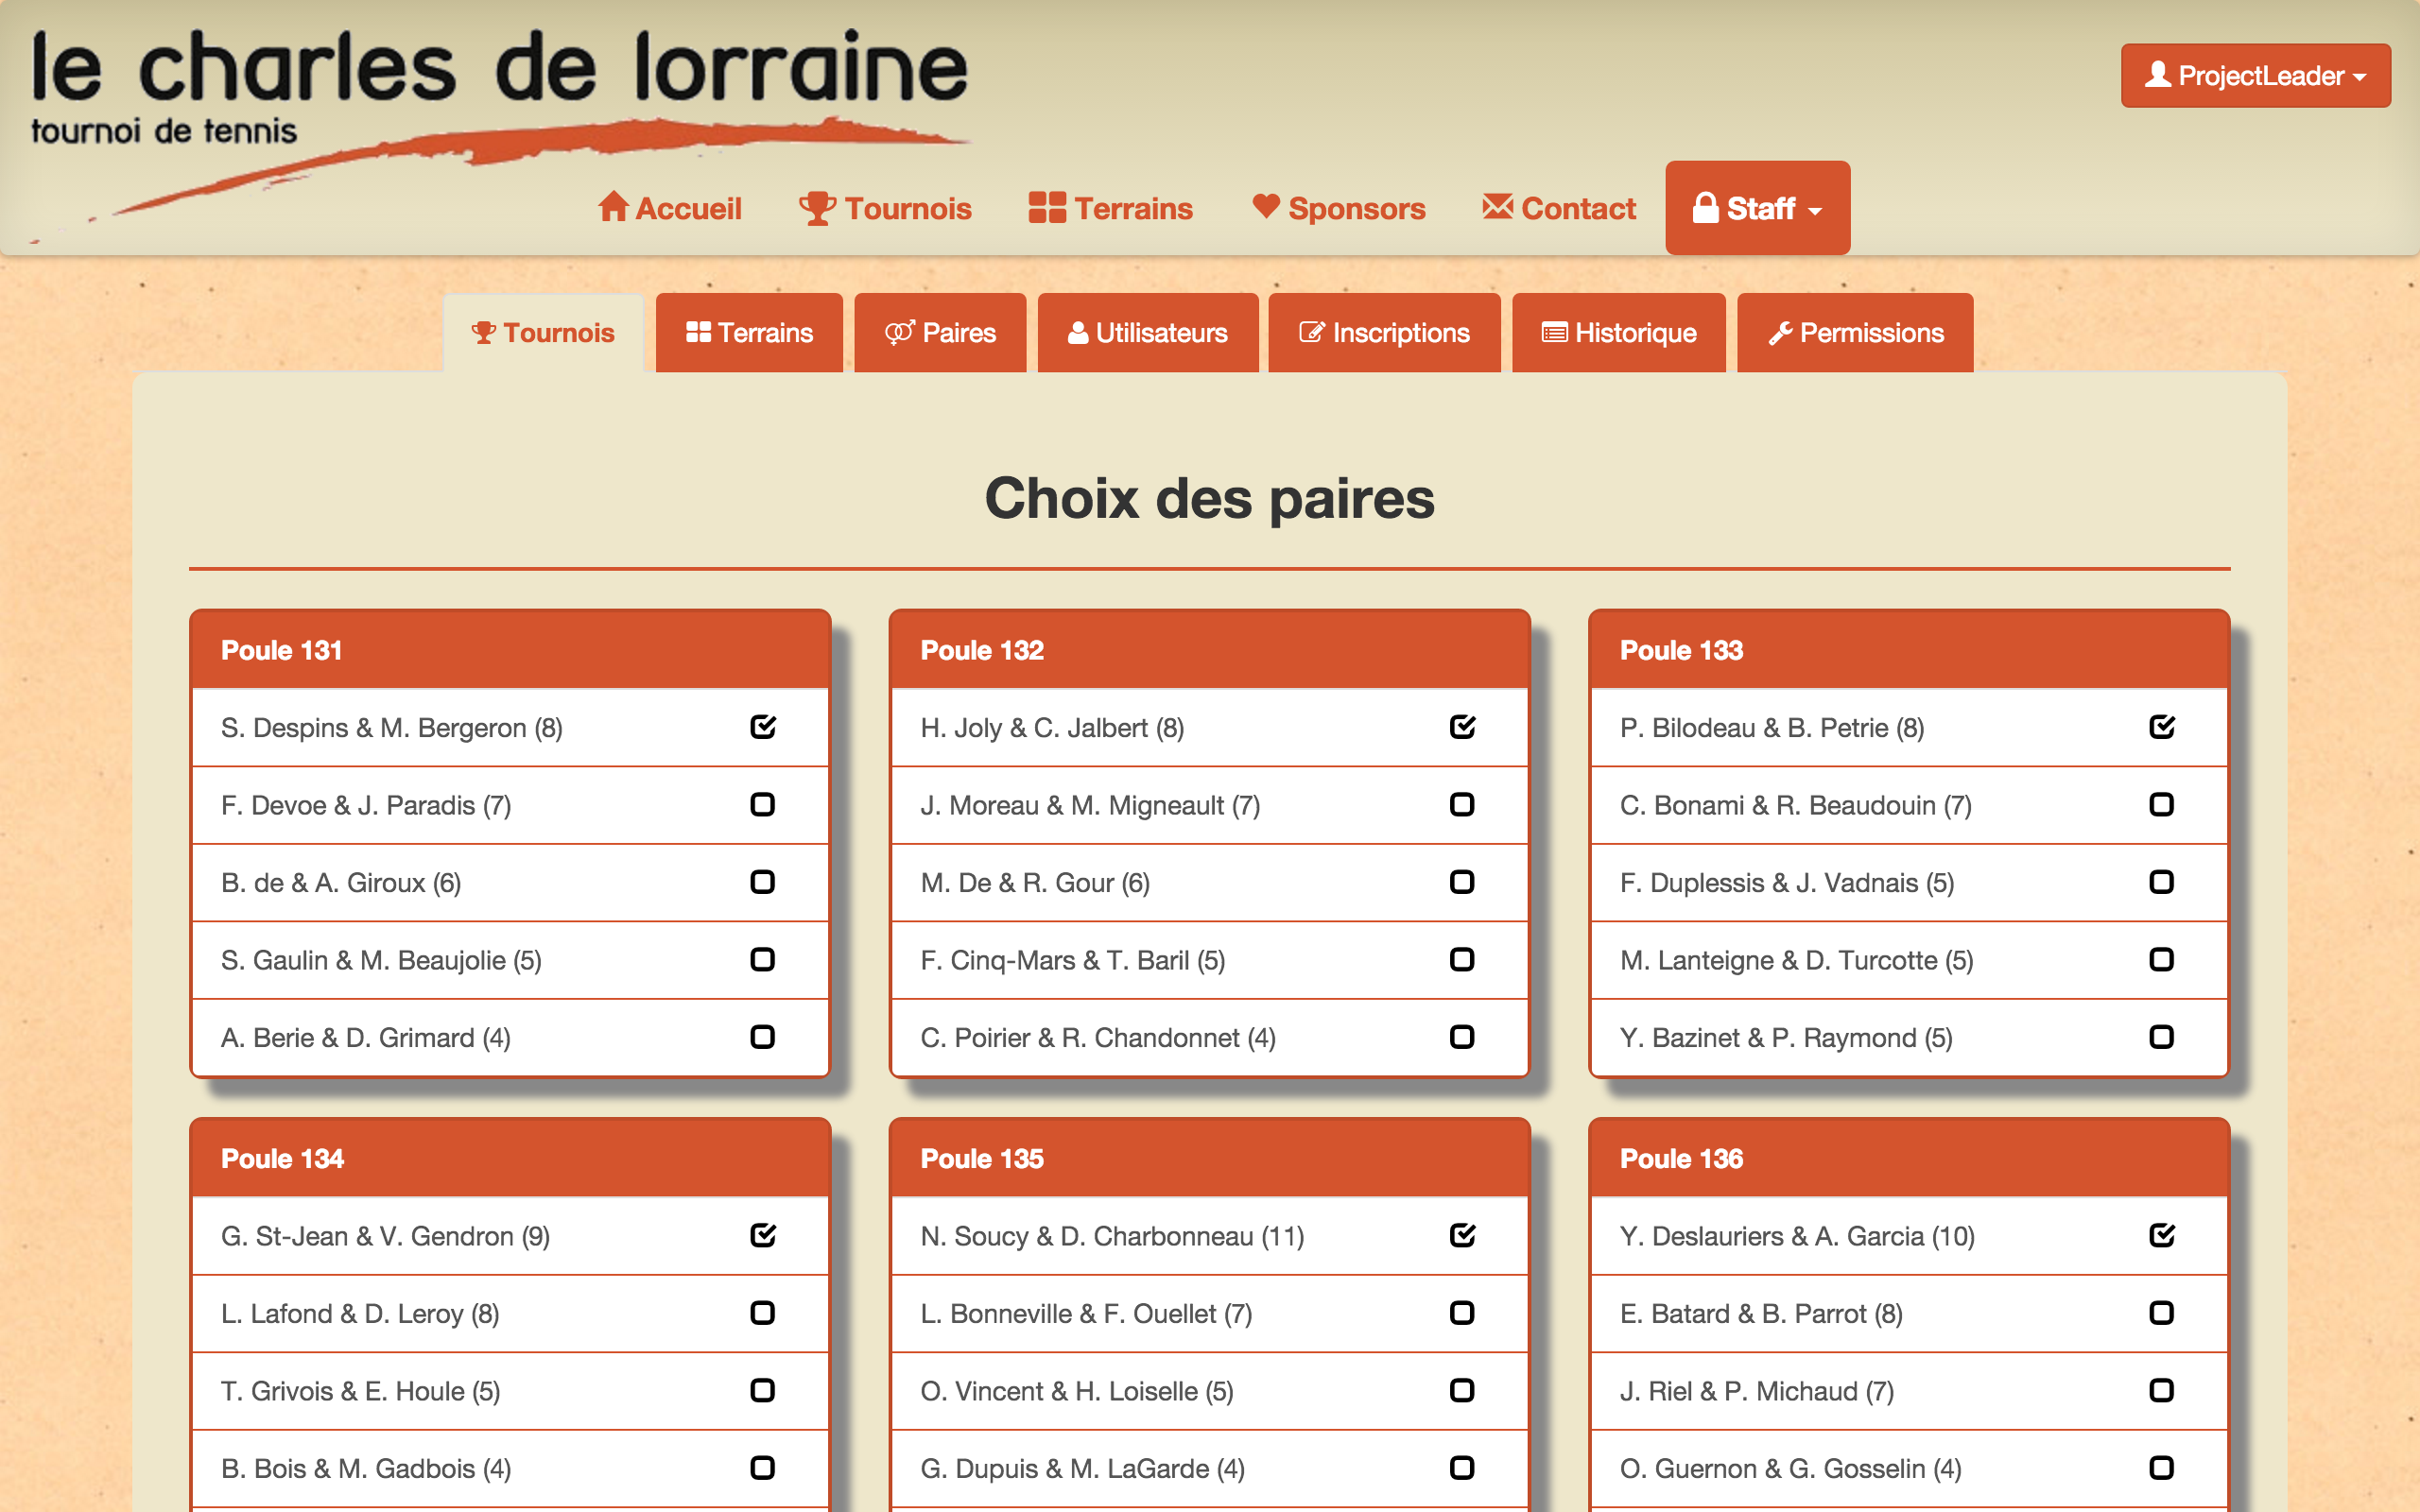 le charles de lorraine
tournoi de tennis
ProjectLeader
Accueil Tournois Terrains Sponsors Contact Staff
Tournois Terrains Paires Utilisateurs Inscriptions Historique Permissions
Choix des paires
Poule 131
S. Despins & M. Bergeron (8)
F. Devoe & J. Paradis (7)
B. de & A. Giroux (6)
S. Gaulin & M. Beaujolie (5)
A. Berie & D. Grimard (4)
Poule 132
H. Joly & C. Jalbert (8)
J. Moreau & M. Migneault (7)
M. De & R. Gour (6)
F. Cinq-Mars & T. Baril (5)
C. Poirier & R. Chandonnet (4)
Poule 133
P. Bilodeau & B. Petrie (8)
C. Bonami & R. Beaudouin (7)
F. Duplessis & J. Vadnais (5)
M. Lanteigne & D. Turcotte (5)
Y. Bazinet & P. Raymond (5)
Poule 134
G. St-Jean & V. Gendron (9)
L. Lafond & D. Leroy (8)
T. Grivois & E. Houle (5)
B. Bois & M. Gadbois (4)
Poule 135
N. Soucy & D. Charbonneau (11)
L. Bonneville & F. Ouellet (7)
O. Vincent & H. Loiselle (5)
G. Dupuis & M. LaGarde (4)
Poule 136
Y. Deslauriers & A. Garcia (10)
E. Batard & B. Parrot (8)
J. Riel & P. Michaud (7)
O. Guernon & G. Gosselin (4)